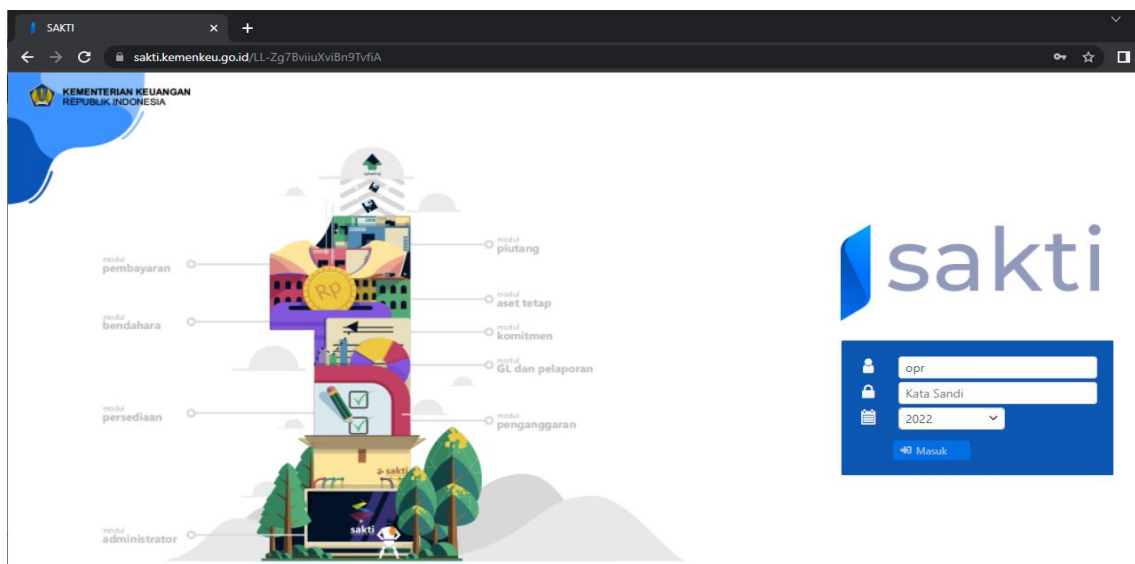 SAKTI
sakti.kemenkeu.go.id/LL-Zg7BviiuXviBn9TvfiA
KEMENTERIAN KEUANGAN
REPUBLIK INDONESIA
uploading
modul
pembayaran
modul
bendahara
modul
persediaan
modul
administrator
modul
piutang
modul
aset tetap
modul
komitmen
modul
GL dan pelaporan
modul
penganggaran
RP
sakti
sakti
sakti
opr
Kata Sandi
2022
Masuk